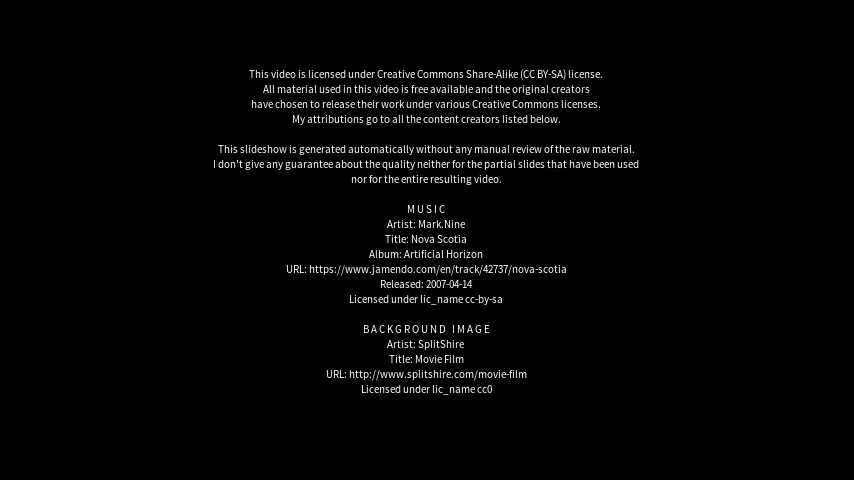 This video is licensed under Creative Commons Share-Alike (CC BY-SA) license.
All material used in this video is free available and the original creators
have chosen to release their work under various Creative Commons licenses.
My attributions go to all the content creators listed below.
This slideshow is generated automatically without any manual review of the raw material.
I don't give any guarantee about the quality neither for the partial slides that have been used
nor for the entire resulting video.
MUSIC
Artist: Mark.Nine
Title: Nova Scotia
Album: Artificial Horizon
URL: https://www.jamendo.com/en/track/42737/nova-scotia
Released: 2007-04-14
Licensed under lic_name cc-by-sa
BACKGROUND IMAGE
Artist: SplitShire
Title: Movie Film
URL: http://www.splitshire.com/movie-film
Licensed under lic_name cc0